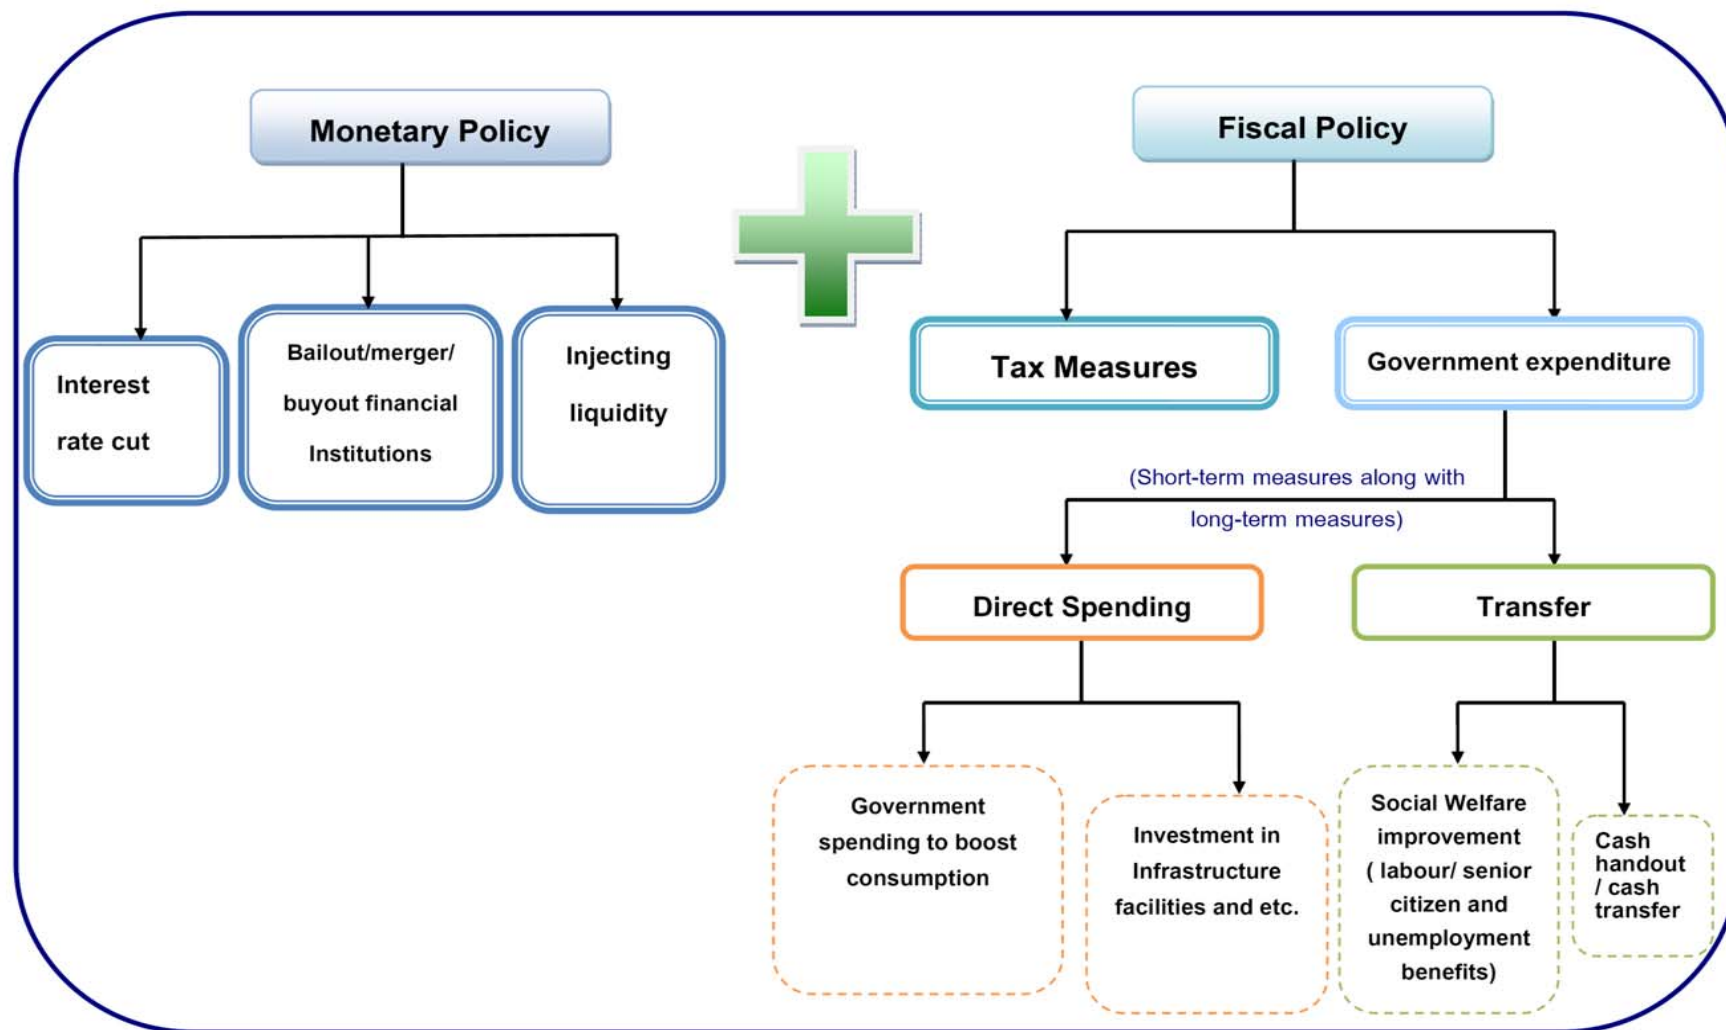 Monetary Policy
Fiscal Policy
Interest
rate cut
Bailout/merger/
buyout financial
Institutions
Injecting
liquidity
Tax Measures
Government expenditure
(Short-term measures along with
long-term measures)
Direct Spending
Transfer
Government
spending to boost
consumption
Investment in
Infrastructure
facilities and etc.
Social Welfare
improvement
( labour/ senior
citizen and
unemployment
benefits)
Cash
handout
/ cash
transfer